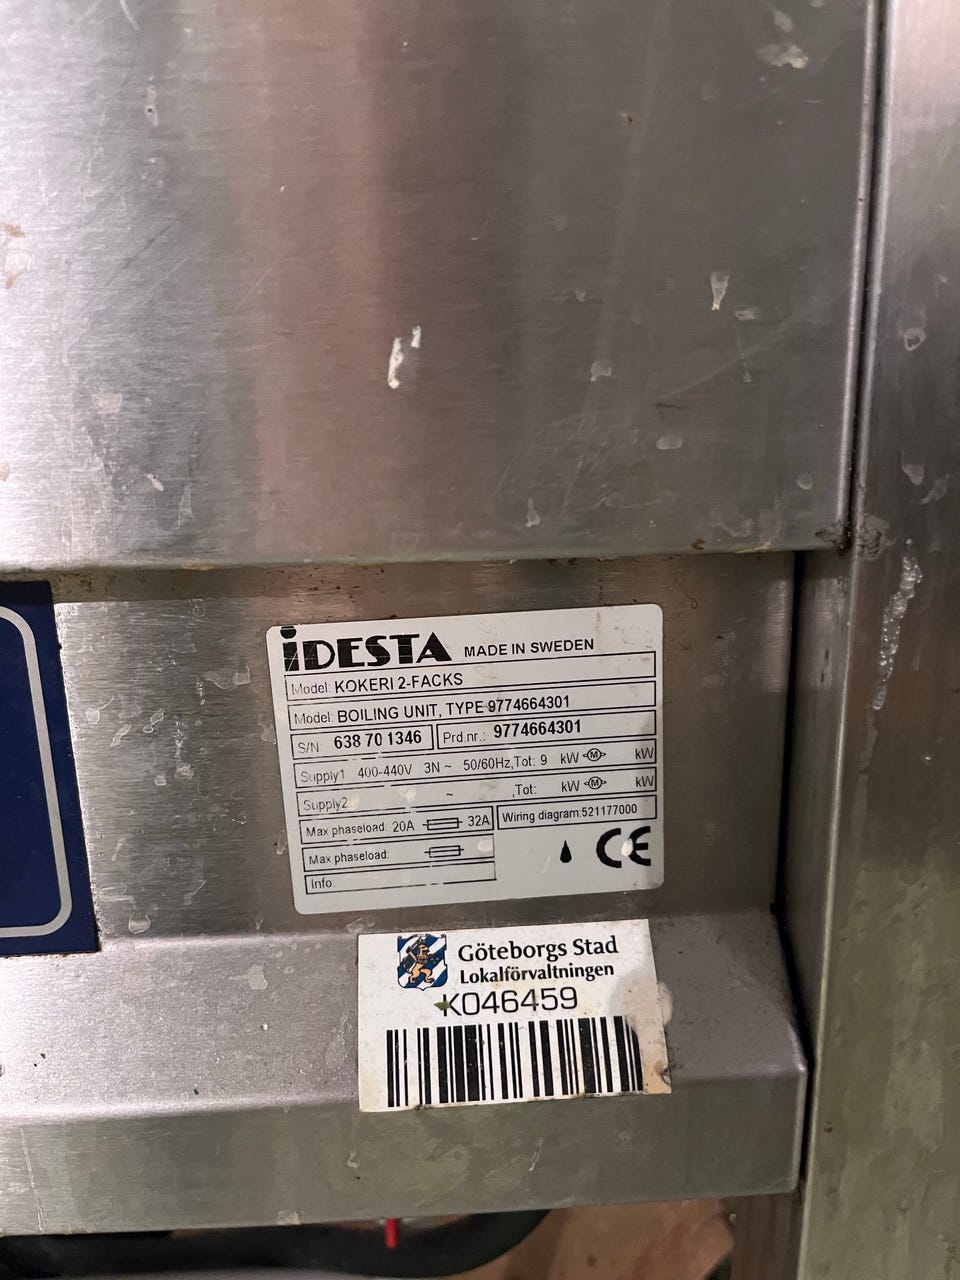 iDESTA MADE IN SWEDEN
Model: KOKERI 2-FACKS
Model: BOILING UNIT, TYPE 9774664301
S/N 638 70 1346 Prd.nr.: 9774664301
Supply1 400-440V 3N ~ 50/60Hz,Tot: 9 kW M kW
Supply2 ~ ,Tot: kW M kW
Max phaseload: 20A 32A Wiring diagram:521177000
Max phaseload:
Info:
CE
Göteborgs Stad
Lokalförvaltningen
K046459